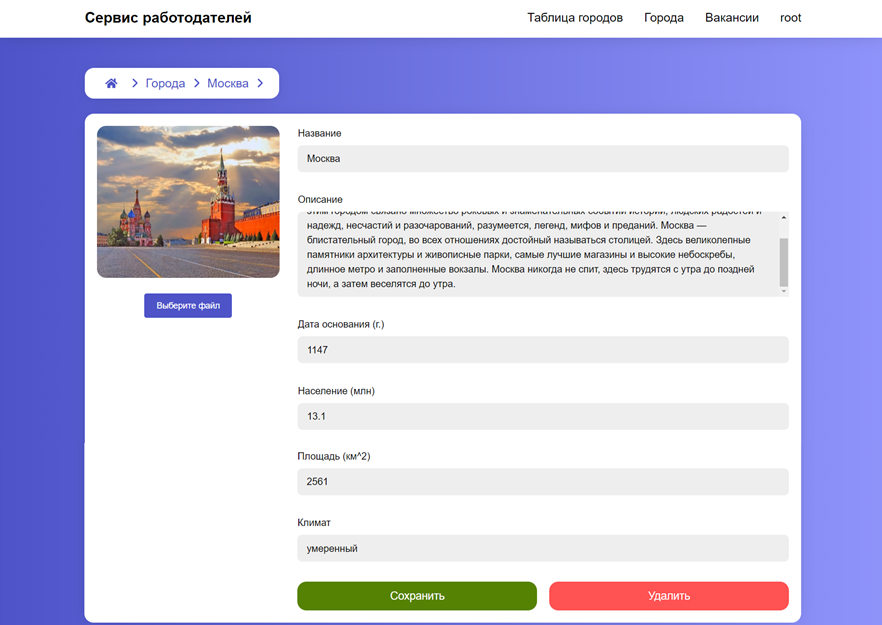 Сервис работодателей
Таблица городов Города Вакансии root
Города Москва
Название
Москва
Описание
этим городом связано множество роковых и знаменательных событий истории, людских радостей и
надежд, несчастий и разочарований, разумеется, легенд, мифов и преданий. Москва —
блистательный город, во всех отношениях достойный называться столицей. Здесь великолепные
памятники архитектуры и живописные парки, самые лучшие магазины и высокие небоскребы,
длинное метро и заполненные вокзалы. Москва никогда не спит, здесь трудятся с утра до поздней
ночи, а затем веселятся до утра.
Выберите файл
Дата основания (г.)
1147
Население (млн)
13.1
Площадь (км^2)
2561
Климат
умеренный
Сохранить Удалить